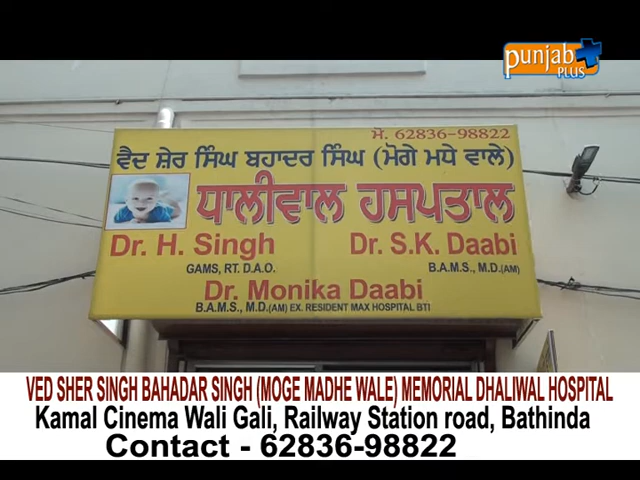 punjab
PLUS
ਮੋ. 62836-98822
ਵੈਦ ਸ਼ੇਰ ਸਿੰਘ ਬਹਾਦਰ ਸਿੰਘ (ਮੋਗੇ ਮਧੇ ਵਾਲੇ)
ਧਾਲੀਵਾਲ ਹਸਪਤਾਲ
Dr. H. Singh Dr. S.K. Daabi
GAMS, RT. D.A.O. B.A.M.S., M.D.(AM)
Dr. Monika Daabi
B.A.M.S., M.D.(AM) EX. RESIDENT MAX HOSPITAL BTI
VED SHER SINGH BAHADAR SINGH (MOGE MADHE WALE) MEMORIAL DHALIWAL HOSPITAL
Kamal Cinema Wali Gali, Railway Station road, Bathinda
Contact - 62836-98822